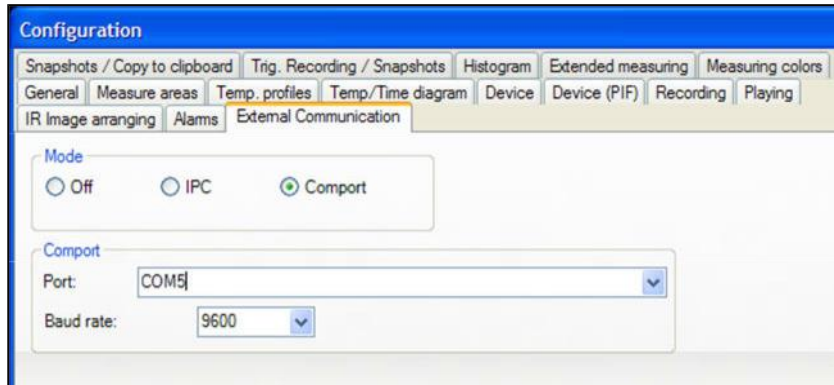 Configuration
Snapshots / Copy to clipboard Trig. Recording / Snapshots Histogram Extended measuring Measuring colors
General Measure areas Temp. profiles Temp/Time diagram Device Device (PIF) Recording Playing
IR Image arranging Alarms External Communication
Mode
Off IPC Comport
Comport
Port: COM5
Baud rate: 9600